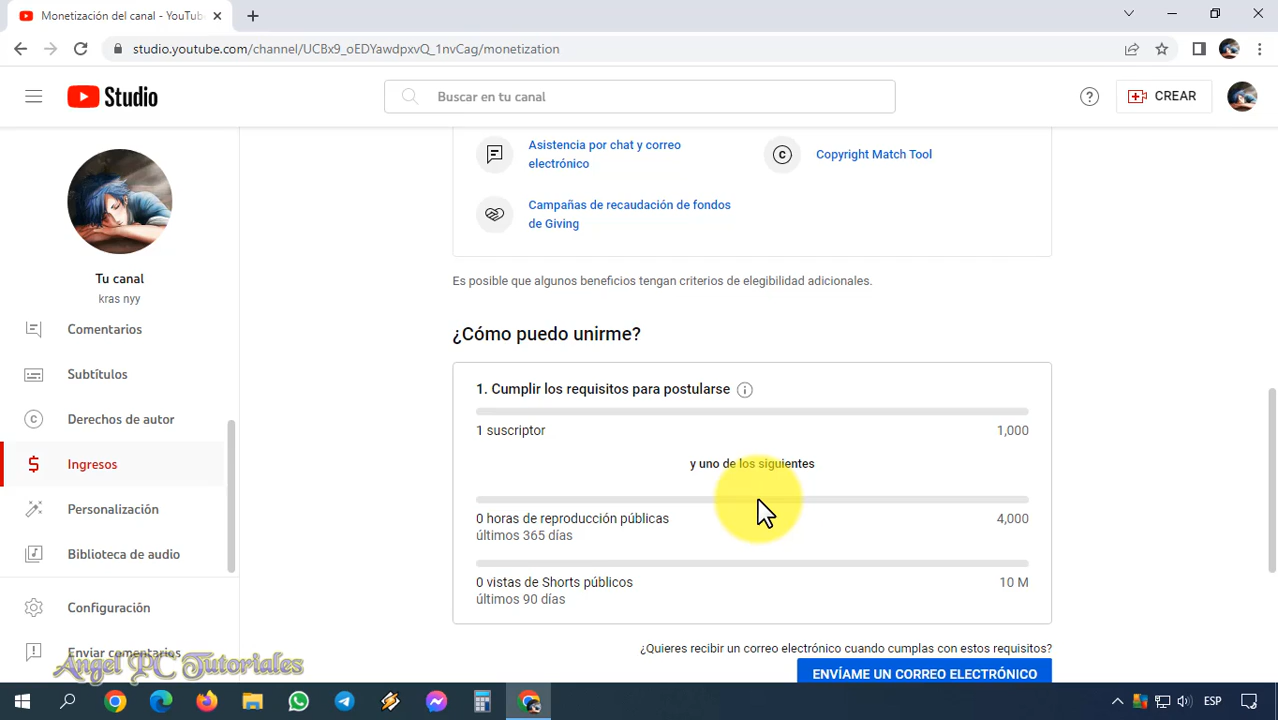 Monetización del canal - YouTub
studio.youtube.com/channel/UCBx9_oEDYawdpxvQ_1nvCag/monetization
Studio
Buscar en tu canal
CREAR
Tu canal
kras nyy
Comentarios
Subtítulos
Derechos de autor
Ingresos
Personalización
Biblioteca de audio
Configuración
Enviar comentarios
Asistencia por chat y correo
electrónico
Copyright Match Tool
Campañas de recaudación de fondos
de Giving
Es posible que algunos beneficios tengan criterios de elegibilidad adicionales.
¿Cómo puedo unirme?
1. Cumplir los requisitos para postularse
1 suscriptor 1,000
y uno de los siguientes
0 horas de reproducción públicas 4,000
últimos 365 días
0 vistas de Shorts públicos 10 M
últimos 90 días
¿Quieres recibir un correo electrónico cuando cumplas con estos requisitos?
ENVÍAME UN CORREO ELECTRÓNICO
Angel PC Tutoriales
ESP